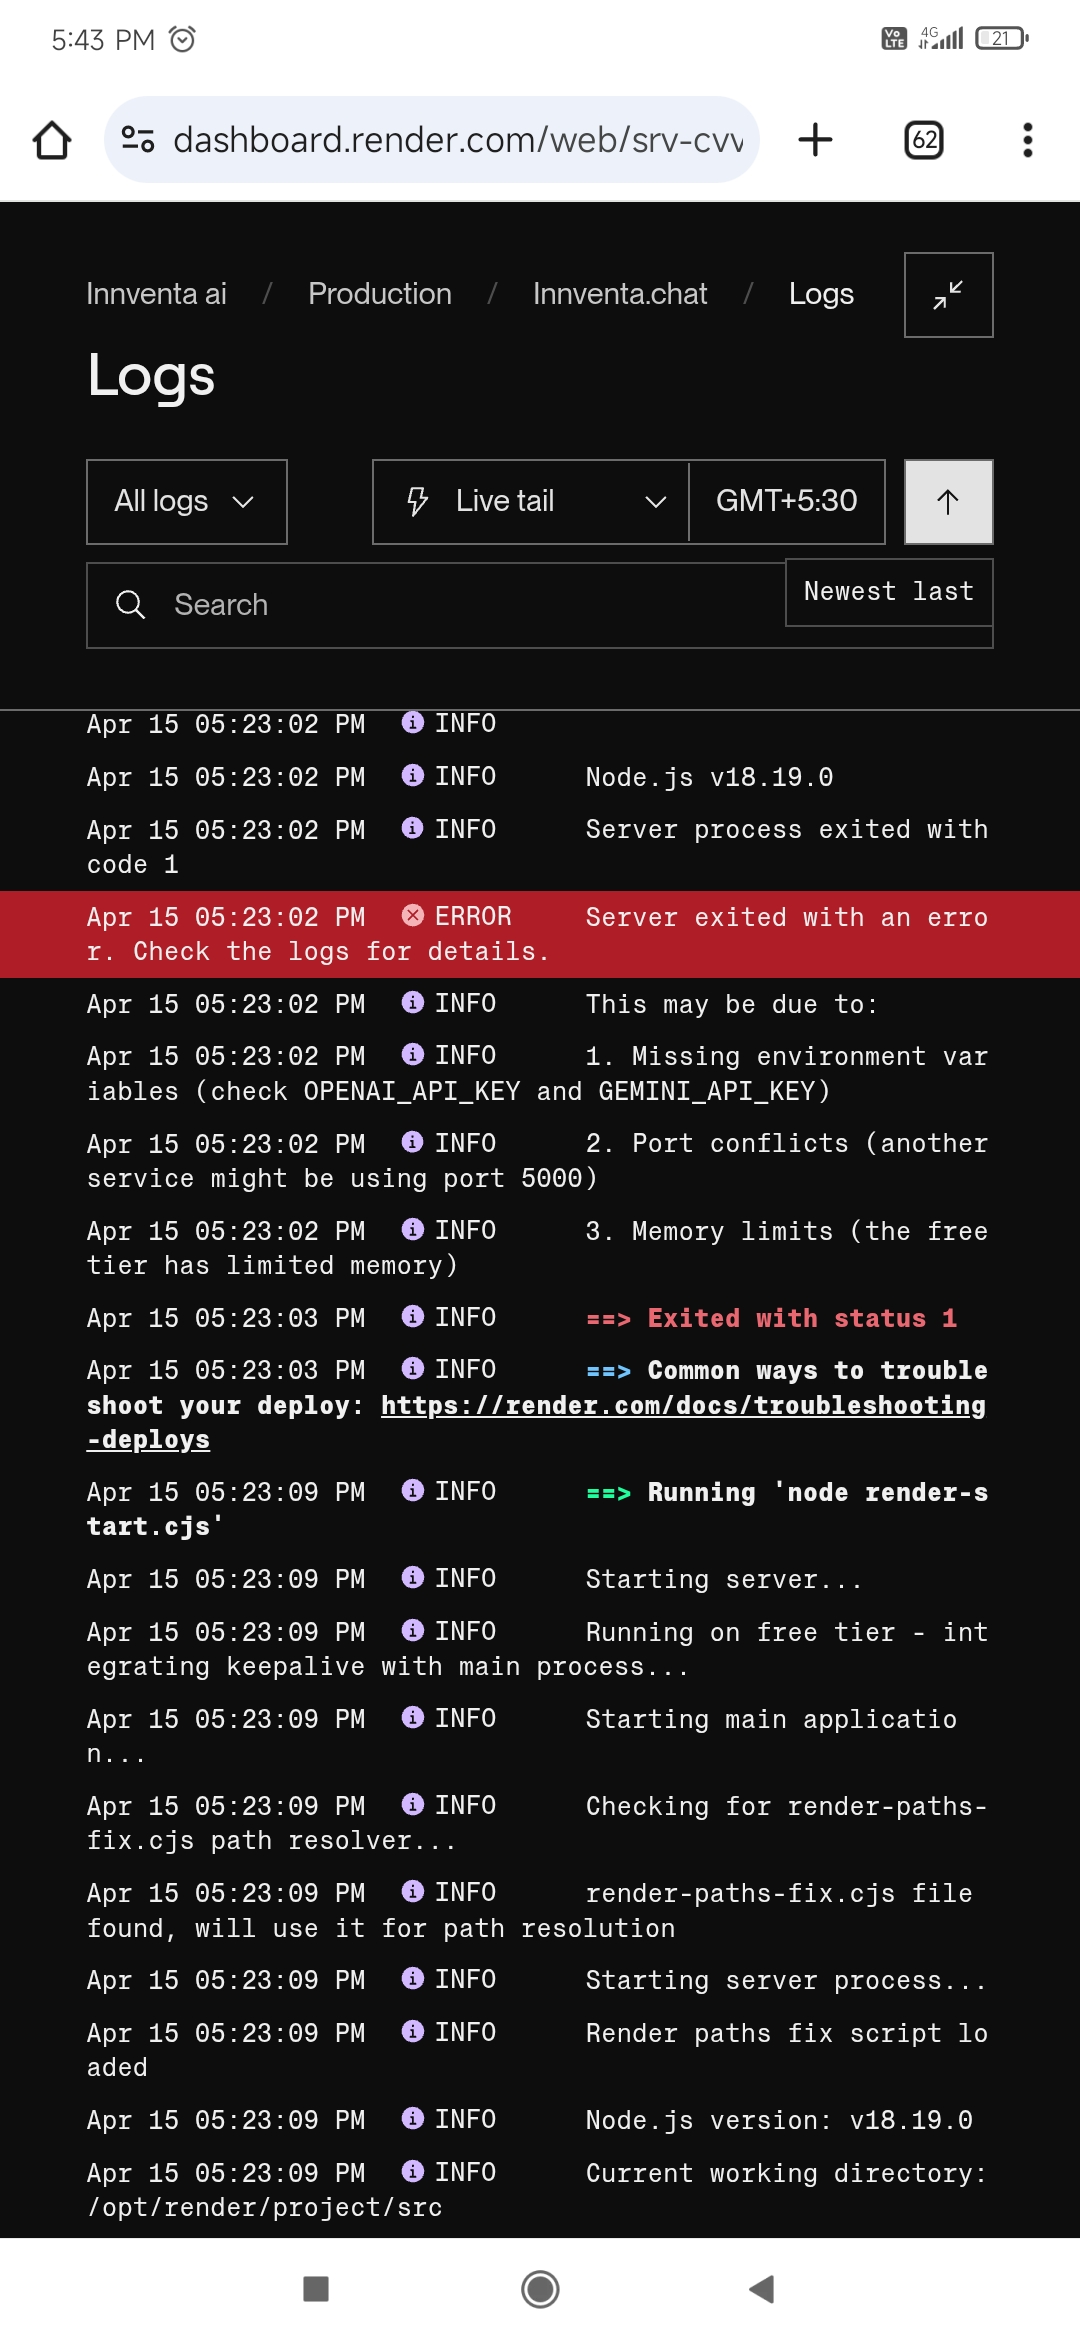 5:43 PM
Vo LTE 4G 21
dashboard.render.com/web/srv-cvv
62
Innventa ai / Production / Innventa.chat / Logs
Logs
All logs
Live tail
GMT+5:30
Search
Newest last
Apr 15 05:23:02 PM INFO
Apr 15 05:23:02 PM INFO Node.js v18.19.0
Apr 15 05:23:02 PM INFO Server process exited with
code 1
Apr 15 05:23:02 PM ERROR Server exited with an erro
r. Check the logs for details.
Apr 15 05:23:02 PM INFO This may be due to:
Apr 15 05:23:02 PM INFO 1. Missing environment var
iables (check OPENAI_API_KEY and GEMINI_API_KEY)
Apr 15 05:23:02 PM INFO 2. Port conflicts (another
service might be using port 5000)
Apr 15 05:23:02 PM INFO 3. Memory limits (the free
tier has limited memory)
Apr 15 05:23:03 PM INFO ==> Exited with status 1
Apr 15 05:23:03 PM INFO ==> Common ways to trouble
shoot your deploy: https://render.com/docs/troubleshooting
-deploys
Apr 15 05:23:09 PM INFO ==> Running 'node render-s
tart.cjs'
Apr 15 05:23:09 PM INFO Starting server...
Apr 15 05:23:09 PM INFO Running on free tier - int
egrating keepalive with main process...
Apr 15 05:23:09 PM INFO Starting main applicatio
n...
Apr 15 05:23:09 PM INFO Checking for render-paths-
fix.cjs path resolver...
Apr 15 05:23:09 PM INFO render-paths-fix.cjs file
found, will use it for path resolution
Apr 15 05:23:09 PM INFO Starting server process...
Apr 15 05:23:09 PM INFO Render paths fix script lo
aded
Apr 15 05:23:09 PM INFO Node.js version: v18.19.0
Apr 15 05:23:09 PM INFO Current working directory:
/opt/render/project/src